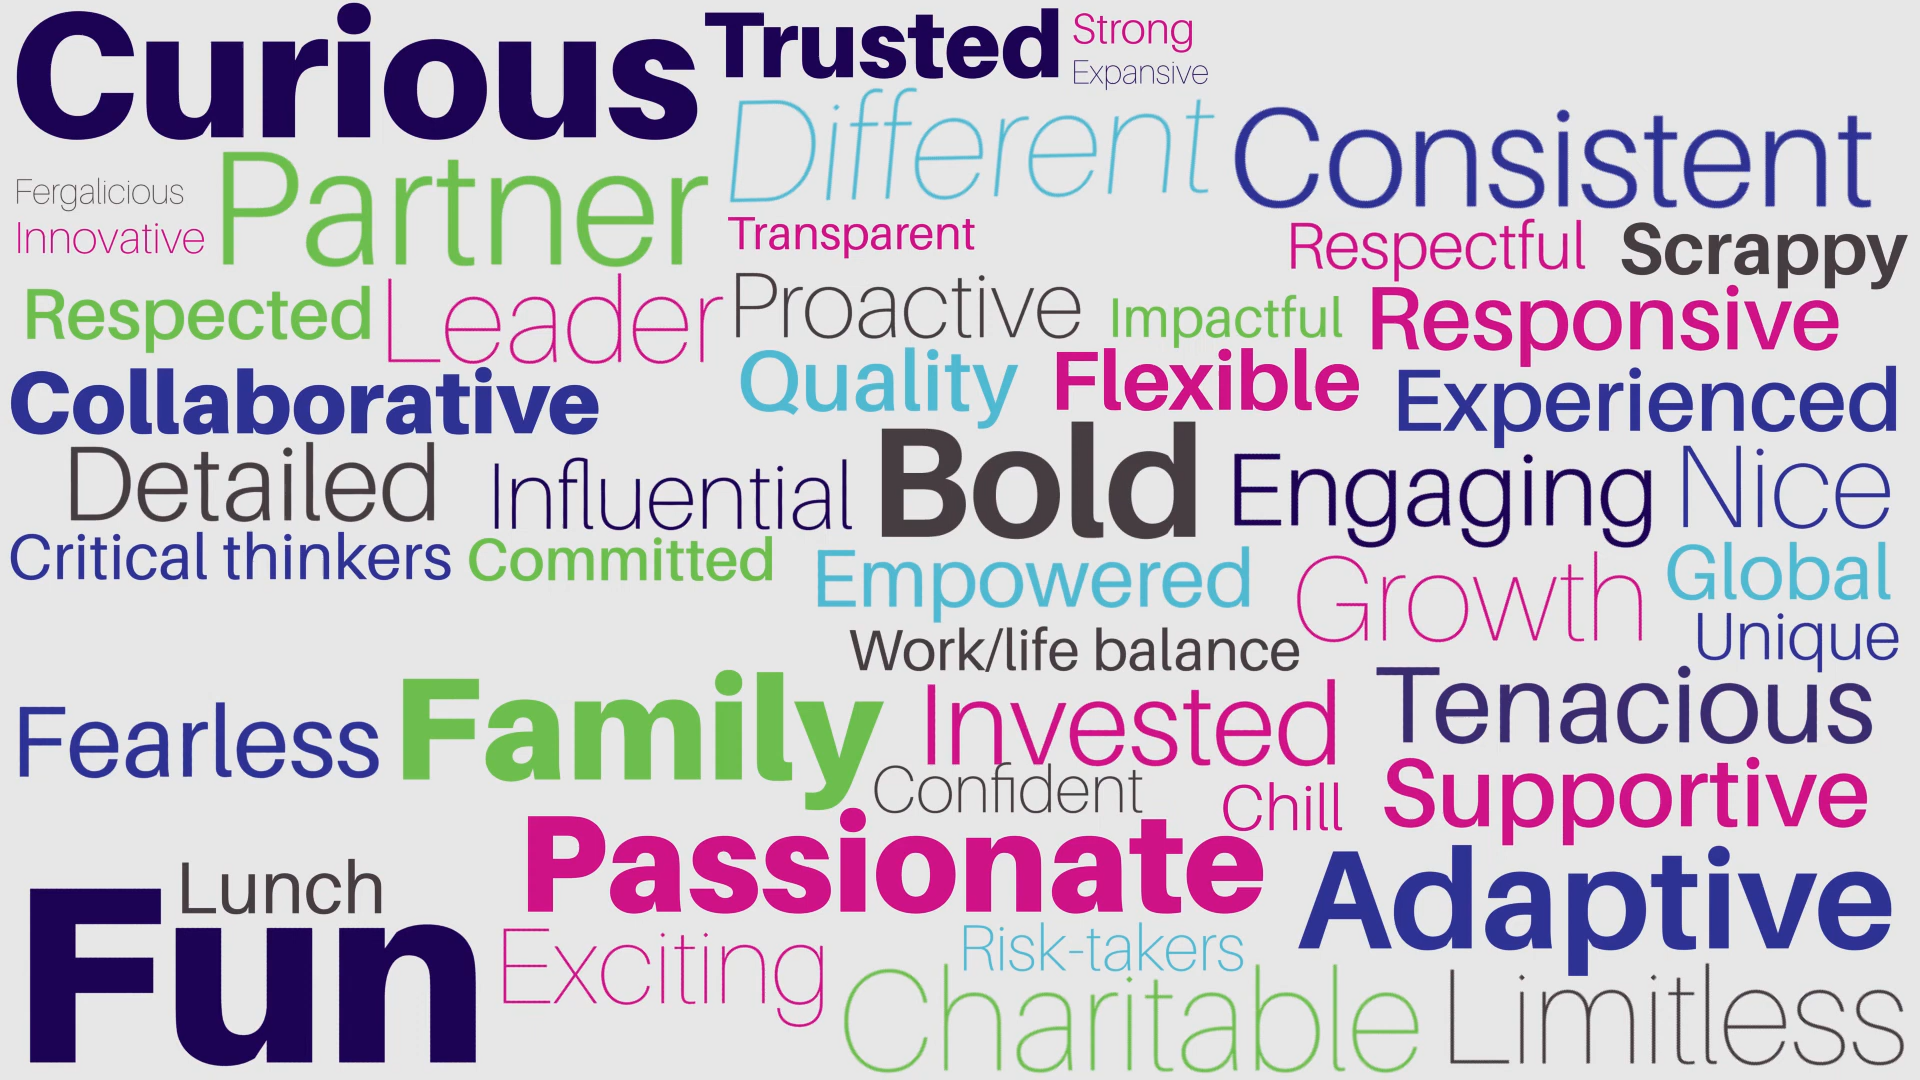 Curious
Trusted
Strong
Expansive
Different
Consistent
Fergalicious
Partner
Innovative
Transparent
Respectful
Scrappy
Respected
Leader
Proactive
Impactful
Responsive
Collaborative
Quality
Flexible
Experienced
Detailed
Influential
Bold
Engaging
Nice
Critical thinkers
Committed
Empowered
Growth
Global
Work/life balance
Unique
Fearless
Family
Invested
Tenacious
Confident
Chill
Supportive
Lunch
Passionate
Adaptive
Fun
Exciting
Risk-takers
Charitable
Limitless